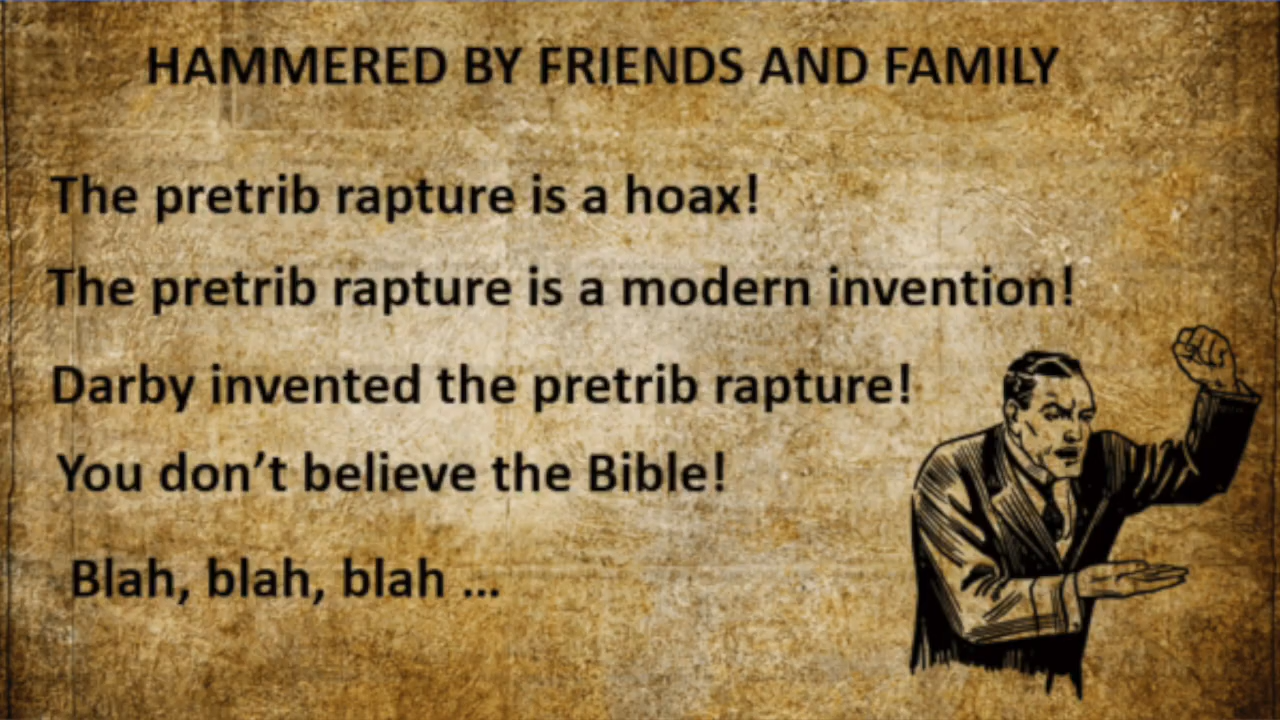 HAMMERED BY FRIENDS AND FAMILY
The pretrib rapture is a hoax!
The pretrib rapture is a modern invention!
Darby invented the pretrib rapture!
You don’t believe the Bible!
Blah, blah, blah …